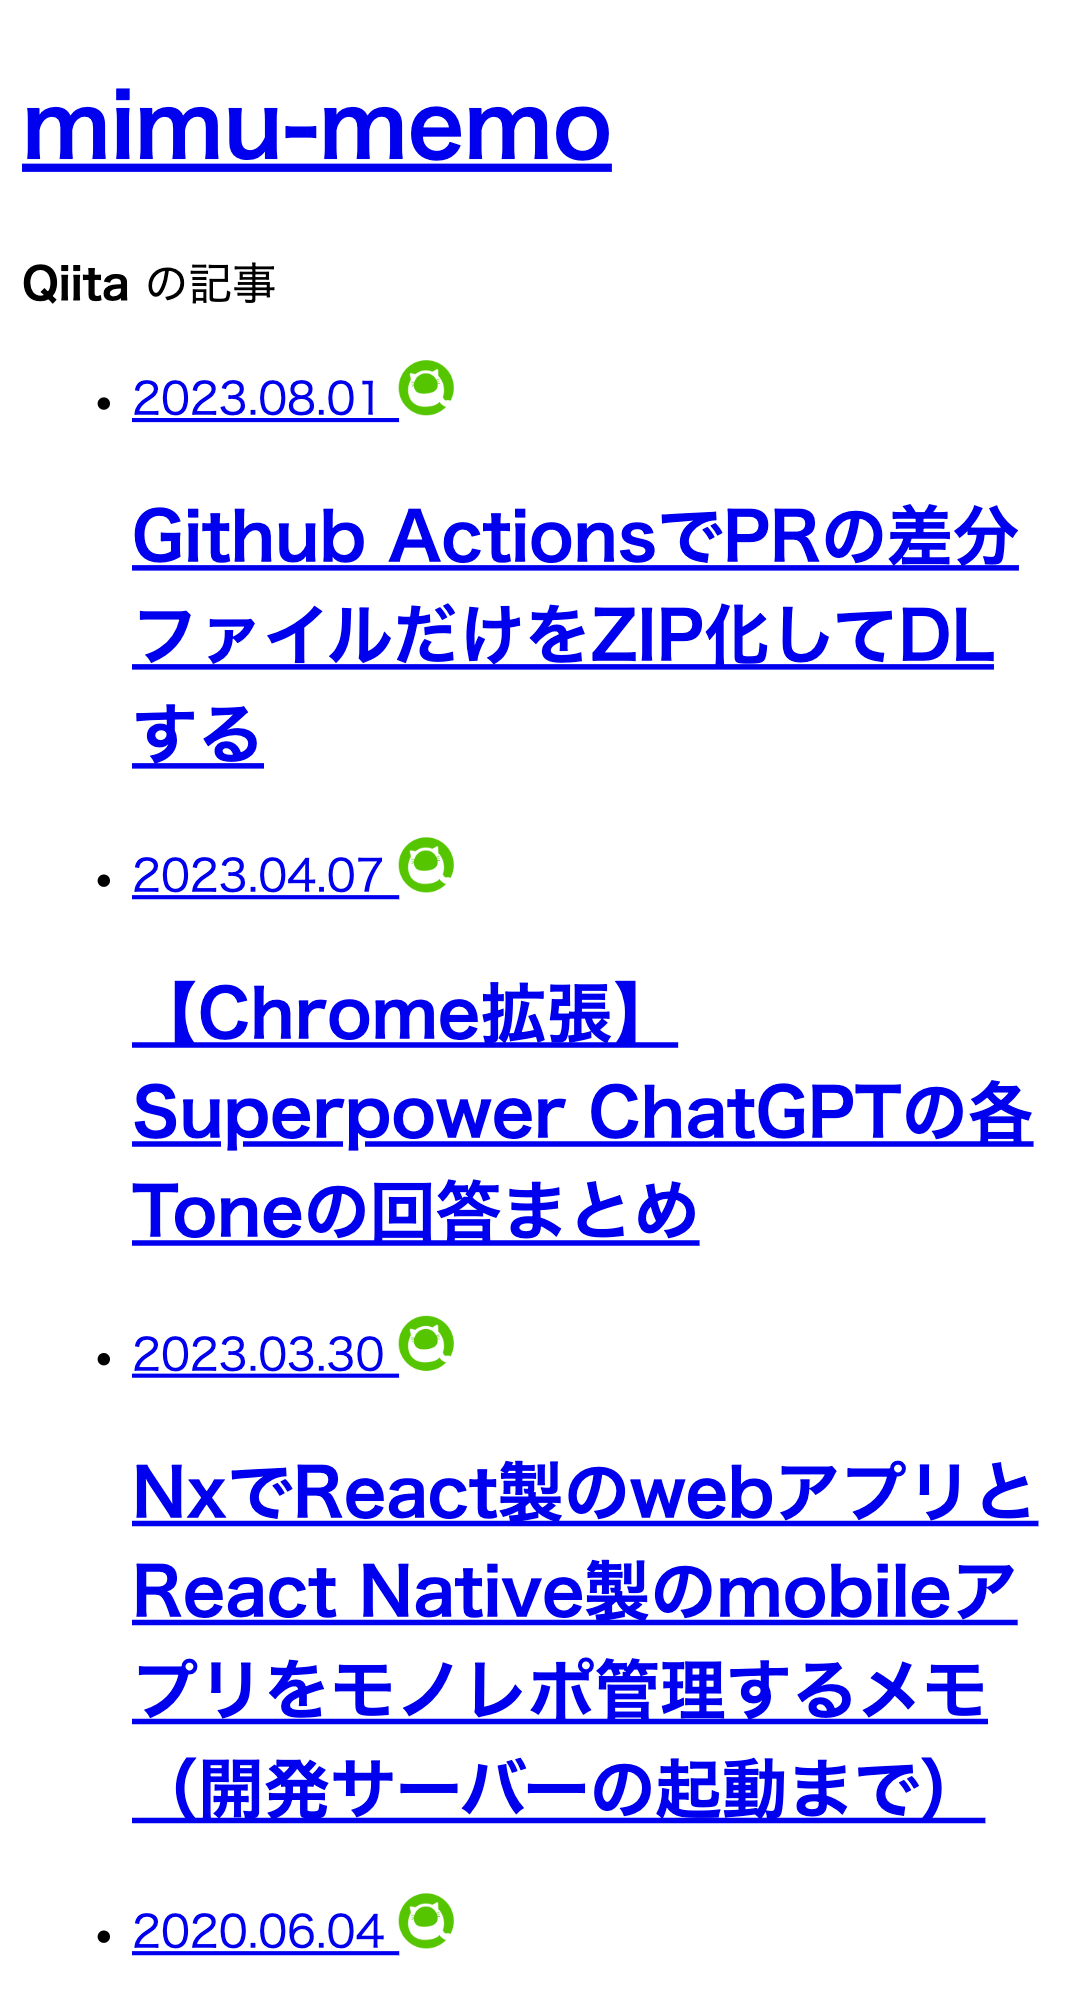 mimu-memo
Qiita の記事
2023.08.01
Github ActionsでPRの差分
ファイルだけをZIP化してDL
する
2023.04.07
【Chrome拡張】
Superpower ChatGPTの各
Toneの回答まとめ
2023.03.30
NxでReact製のwebアプリと
React Native製のmobileア
プリをモノレポ管理するメモ
（開発サーバーの起動まで）
2020.06.04